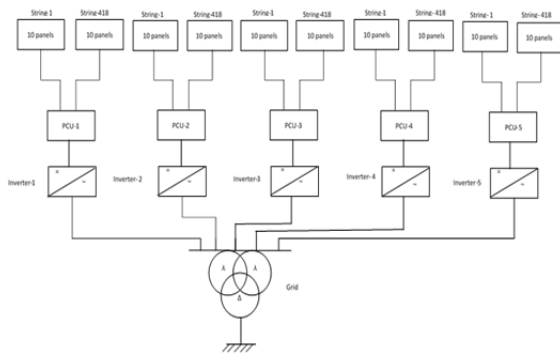 String 1 String-418 String-1 String-418 String-1 String-418 String-1 String-418 String-1 String-418
10 panels 10 panels 10 panels 10 panels 10 panels 10 panels 10 panels 10 panels 10 panels 10 panels
PCU-1 PCU-2 PCU-3 PCU-4 PCU-5
Inverter-1 Inverter-2 Inverter-3 Inverter-4 Inverter-5
Grid
Δ